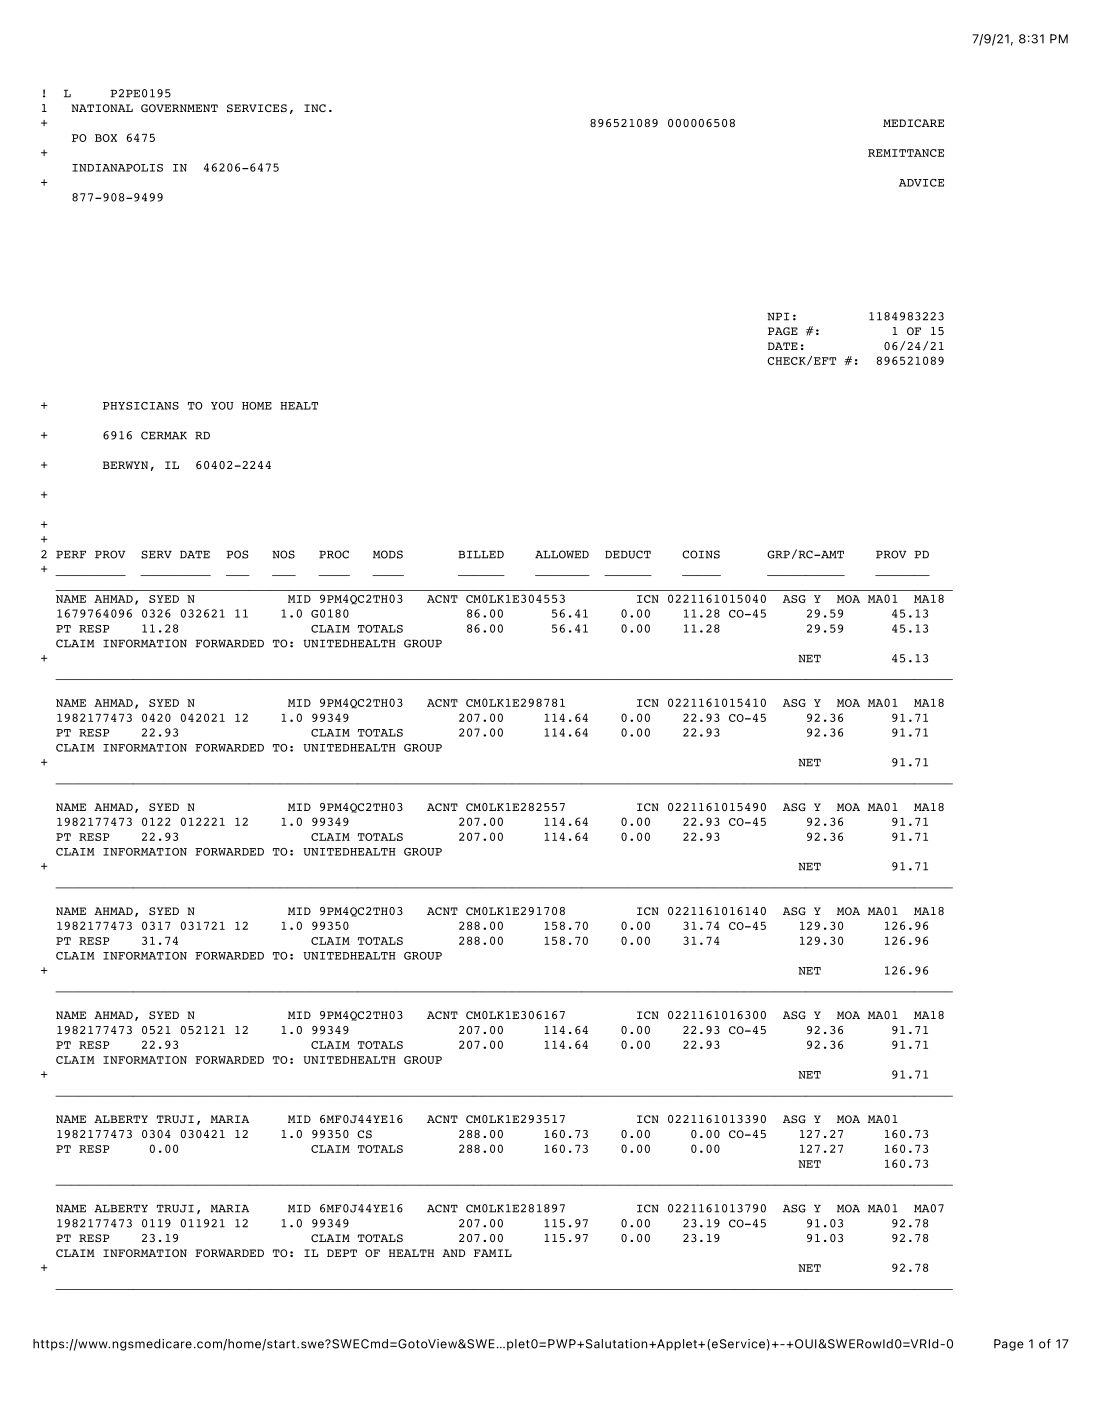 7/9/21, 8:31 PM
! L P2PE0195
1 NATIONAL GOVERNMENT SERVICES, INC.
+ 896521089 000006508 MEDICARE
PO BOX 6475
+ REMITTANCE
INDIANAPOLIS IN 46206-6475
+ ADVICE
877-908-9499
NPI: 1184983223
PAGE #: 1 OF 15
DATE: 06/24/21
CHECK/EFT #: 896521089
+ PHYSICIANS TO YOU HOME HEALT
+ 6916 CERMAK RD
+ BERWYN, IL 60402-2244
+
+
+
2 PERF PROV SERV DATE POS NOS PROC MODS BILLED ALLOWED DEDUCT COINS GRP/RC-AMT PROV PD
+ _________ _________ ___ ___ ____ ____ ______ _______ ______ _____ __________ _______
NAME AHMAD, SYED N MID 9PM4QC2TH03 ACNT CM0LK1E304553 ICN 0221161015040 ASG Y MOA MA01 MA18
1679764096 0326 032621 11 1.0 G0180 86.00 56.41 0.00 11.28 CO-45 29.59 45.13
PT RESP 11.28 CLAIM TOTALS 86.00 56.41 0.00 11.28 29.59 45.13
CLAIM INFORMATION FORWARDED TO: UNITEDHEALTH GROUP
+ NET 45.13
NAME AHMAD, SYED N MID 9PM4QC2TH03 ACNT CM0LK1E298781 ICN 0221161015410 ASG Y MOA MA01 MA18
1982177473 0420 042021 12 1.0 99349 207.00 114.64 0.00 22.93 CO-45 92.36 91.71
PT RESP 22.93 CLAIM TOTALS 207.00 114.64 0.00 22.93 92.36 91.71
CLAIM INFORMATION FORWARDED TO: UNITEDHEALTH GROUP
+ NET 91.71
NAME AHMAD, SYED N MID 9PM4QC2TH03 ACNT CM0LK1E282557 ICN 0221161015490 ASG Y MOA MA01 MA18
1982177473 0122 012221 12 1.0 99349 207.00 114.64 0.00 22.93 CO-45 92.36 91.71
PT RESP 22.93 CLAIM TOTALS 207.00 114.64 0.00 22.93 92.36 91.71
CLAIM INFORMATION FORWARDED TO: UNITEDHEALTH GROUP
+ NET 91.71
NAME AHMAD, SYED N MID 9PM4QC2TH03 ACNT CM0LK1E291708 ICN 0221161016140 ASG Y MOA MA01 MA18
1982177473 0317 031721 12 1.0 99350 288.00 158.70 0.00 31.74 CO-45 129.30 126.96
PT RESP 31.74 CLAIM TOTALS 288.00 158.70 0.00 31.74 129.30 126.96
CLAIM INFORMATION FORWARDED TO: UNITEDHEALTH GROUP
+ NET 126.96
NAME AHMAD, SYED N MID 9PM4QC2TH03 ACNT CM0LK1E306167 ICN 0221161016300 ASG Y MOA MA01 MA18
1982177473 0521 052121 12 1.0 99349 207.00 114.64 0.00 22.93 CO-45 92.36 91.71
PT RESP 22.93 CLAIM TOTALS 207.00 114.64 0.00 22.93 92.36 91.71
CLAIM INFORMATION FORWARDED TO: UNITEDHEALTH GROUP
+ NET 91.71
NAME ALBERTY TRUJI, MARIA MID 6MF0J44YE16 ACNT CM0LK1E293517 ICN 0221161013390 ASG Y MOA MA01
1982177473 0304 030421 12 1.0 99350 CS 288.00 160.73 0.00 0.00 CO-45 127.27 160.73
PT RESP 0.00 CLAIM TOTALS 288.00 160.73 0.00 0.00 127.27 160.73
NET 160.73
NAME ALBERTY TRUJI, MARIA MID 6MF0J44YE16 ACNT CM0LK1E281897 ICN 0221161013790 ASG Y MOA MA01 MA07
1982177473 0119 011921 12 1.0 99349 207.00 115.97 0.00 23.19 CO-45 91.03 92.78
PT RESP 23.19 CLAIM TOTALS 207.00 115.97 0.00 23.19 91.03 92.78
CLAIM INFORMATION FORWARDED TO: IL DEPT OF HEALTH AND FAMIL
+ NET 92.78
https://www.ngsmedicare.com/home/start.swe?SWECmd=GotoView&SWE…plet0=PWP+Salutation+Applet+(eService)+-+OUI&SWERowId0=VRId-0 Page 1 of 17